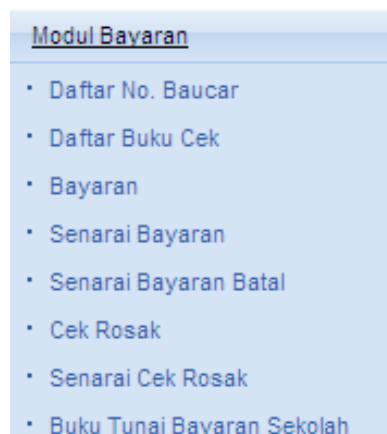 Modul Bayaran
Daftar No. Baucar
Daftar Buku Cek
Bayaran
Senarai Bayaran
Senarai Bayaran Batal
Cek Rosak
Senarai Cek Rosak
Buku Tunai Bayaran Sekolah